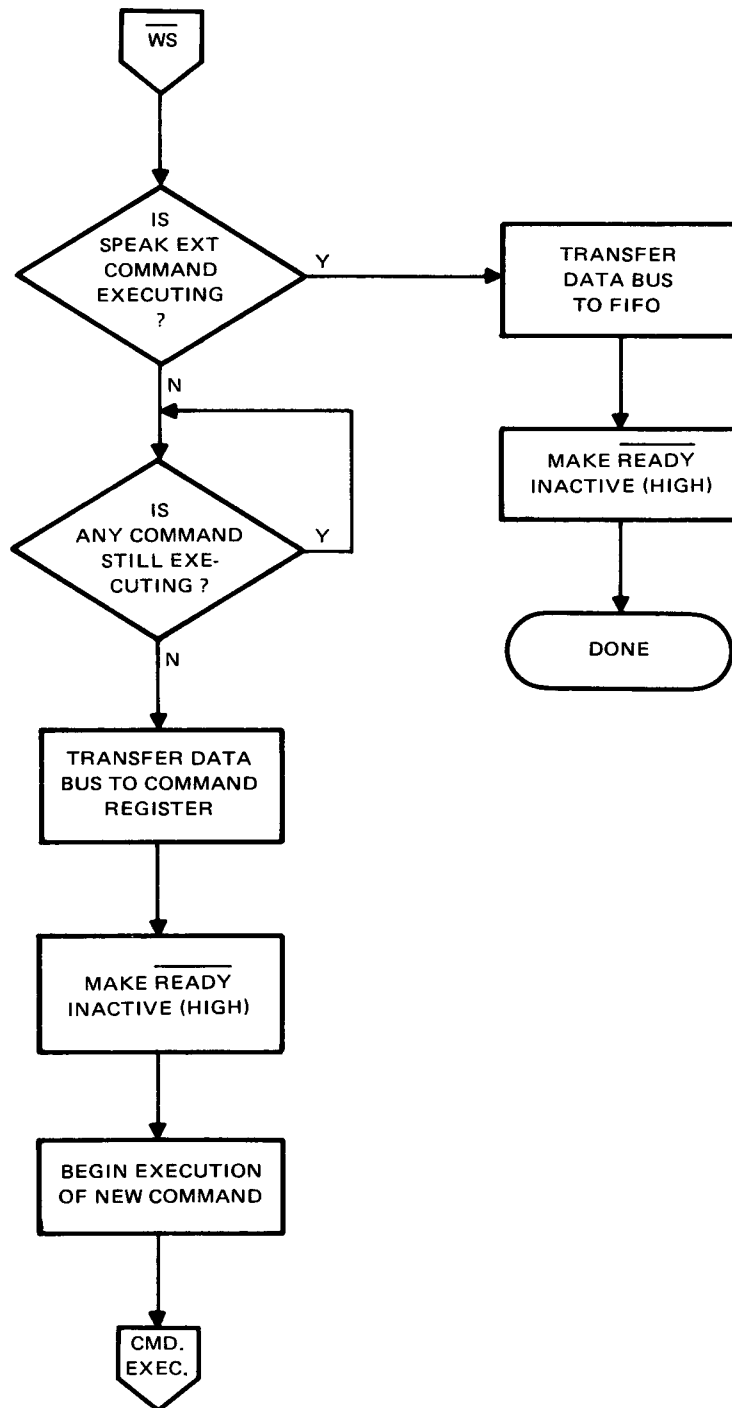 WS
IS
SPEAK EXT
COMMAND
EXECUTING
?
Y
TRANSFER
DATA BUS
TO FIFO
N
MAKE READY
INACTIVE (HIGH)
IS
ANY COMMAND
STILL EXE-
CUTING ?
Y
DONE
N
TRANSFER DATA
BUS TO COMMAND
REGISTER
MAKE READY
INACTIVE (HIGH)
BEGIN EXECUTION
OF NEW COMMAND
CMD.
EXEC.